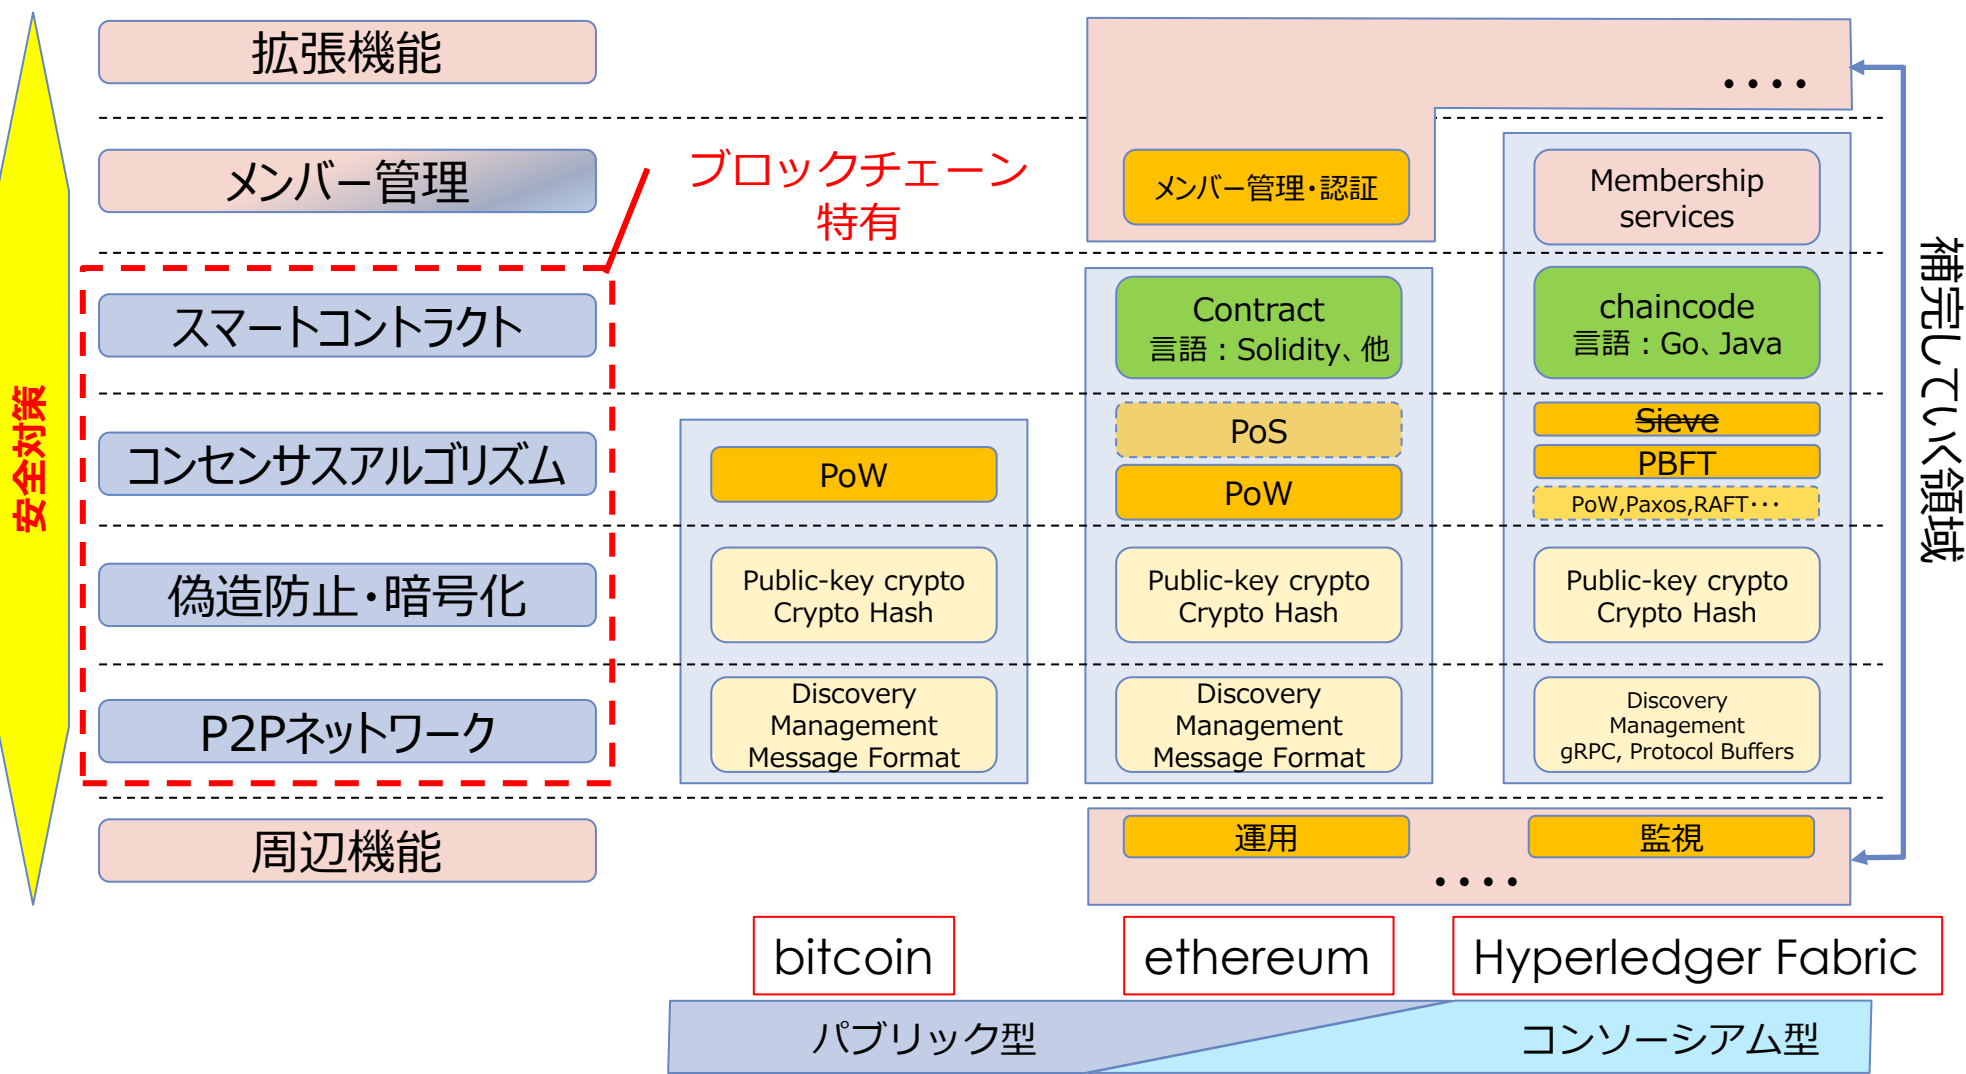 拡張機能
・・・・
メンバー管理
ブロックチェーン
特有
メンバー管理・認証
Membership
services
スマートコントラクト
Contract
言語：Solidity、他
chaincode
言語：Go、Java
安全対策
補完していく領域
コンセンサスアルゴリズム
PoW
PoS
PoW
Sieve
PBFT
PoW,Paxos,RAFT・・・
偽造防止・暗号化
Public-key crypto
Crypto Hash
Public-key crypto
Crypto Hash
Public-key crypto
Crypto Hash
P2Pネットワーク
Discovery
Management
Message Format
Discovery
Management
Message Format
Discovery
Management
gRPC, Protocol Buffers
周辺機能
運用
監視
・・・・
bitcoin
ethereum
Hyperledger Fabric
パブリック型
コンソーシアム型